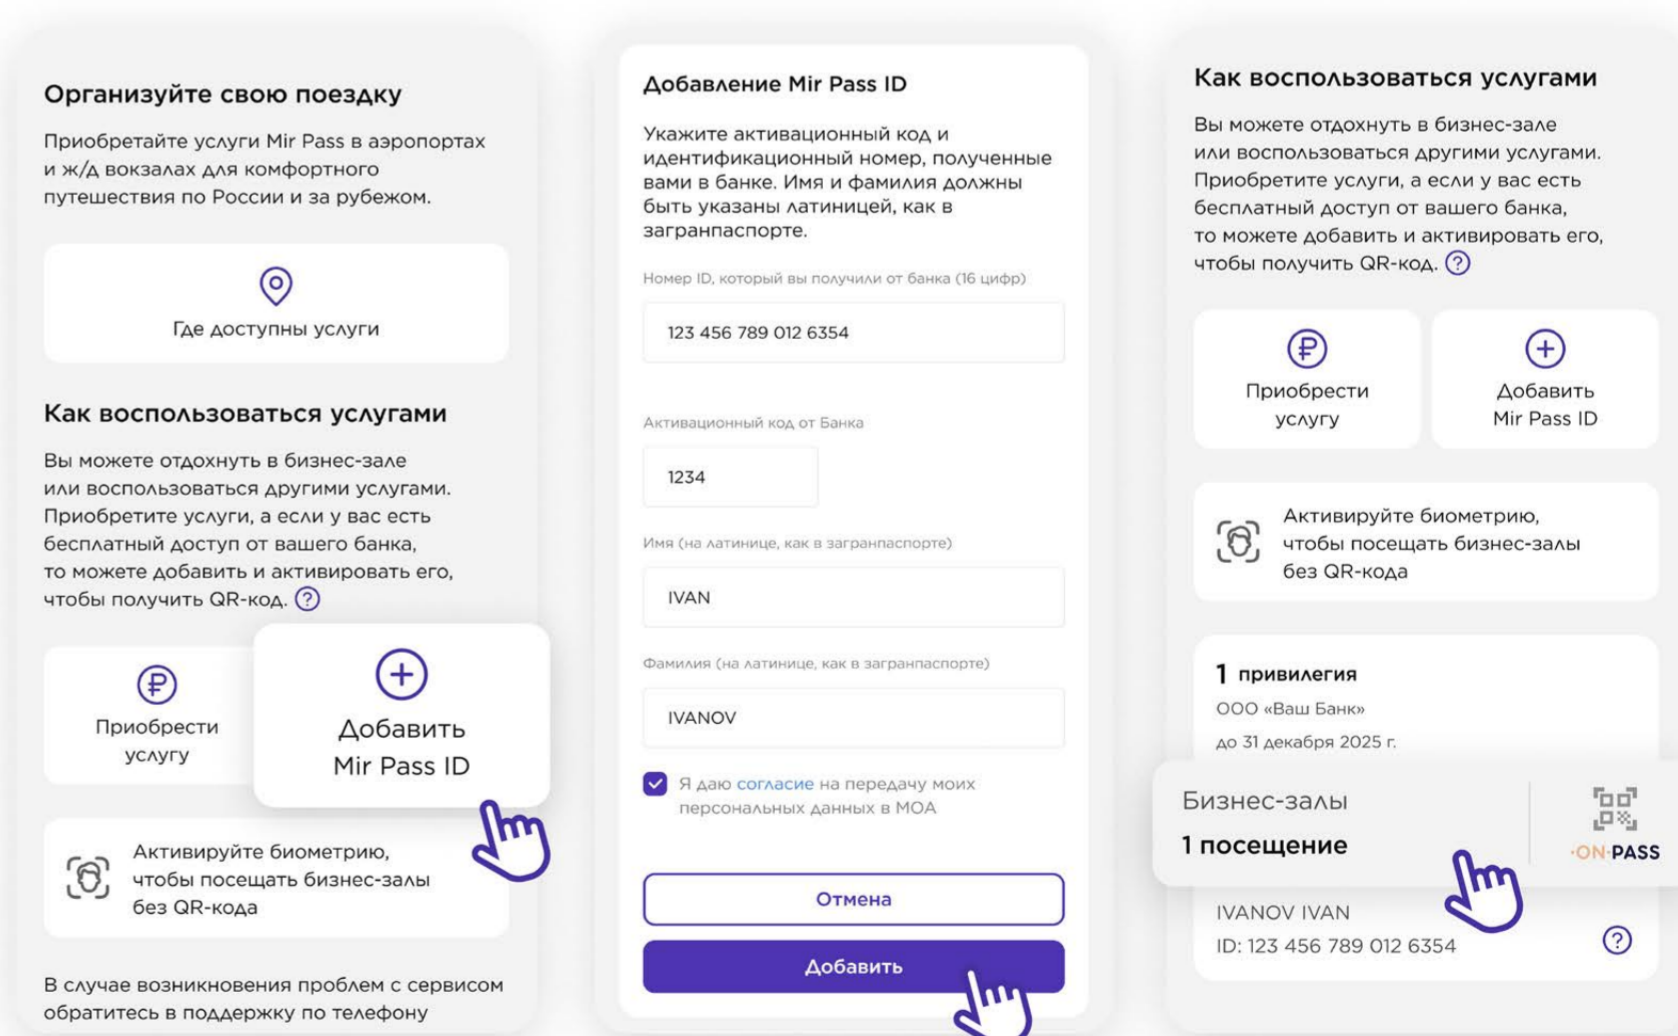 Организуйте свою поездку
Приобретайте услуги Mir Pass в аэропортах
и ж/д вокзалах для комфортного
путешествия по России и за рубежом.
Где доступны услуги
Как воспользоваться услугами
Вы можете отдохнуть в бизнес-зале
или воспользоваться другими услугами.
Приобретите услуги, а если у вас есть
бесплатный доступ от вашего банка,
то можете добавить и активировать его,
чтобы получить QR-код. ?
Приобрести
услугу
Добавить
Mir Pass ID
Активируйте биометрию,
чтобы посещать бизнес-залы
без QR-кода
В случае возникновения проблем с сервисом
обратитесь в поддержку по телефону
Добавление Mir Pass ID
Укажите активационный код и
идентификационный номер, полученные
вами в банке. Имя и фамилия должны
быть указаны латиницей, как в
загранпаспорте.
Номер ID, который вы получили от банка (16 цифр)
123 456 789 012 6354
Активационный код от Банка
1234
Имя (на латинице, как в загранпаспорте)
IVAN
Фамилия (на латинице, как в загранпаспорте)
IVANOV
Я даю согласие на передачу моих
персональных данных в МОА
Отмена
Добавить
Как воспользоваться услугами
Вы можете отдохнуть в бизнес-зале
или воспользоваться другими услугами.
Приобретите услуги, а если у вас есть
бесплатный доступ от вашего банка,
то можете добавить и активировать его,
чтобы получить QR-код. ?
Приобрести
услугу
Добавить
Mir Pass ID
Активируйте биометрию,
чтобы посещать бизнес-залы
без QR-кода
1 привилегия
ООО «Ваш Банк»
до 31 декабря 2025 г.
Бизнес-залы
1 посещение
·ON·PASS
IVANOV IVAN
ID: 123 456 789 012 6354 ?